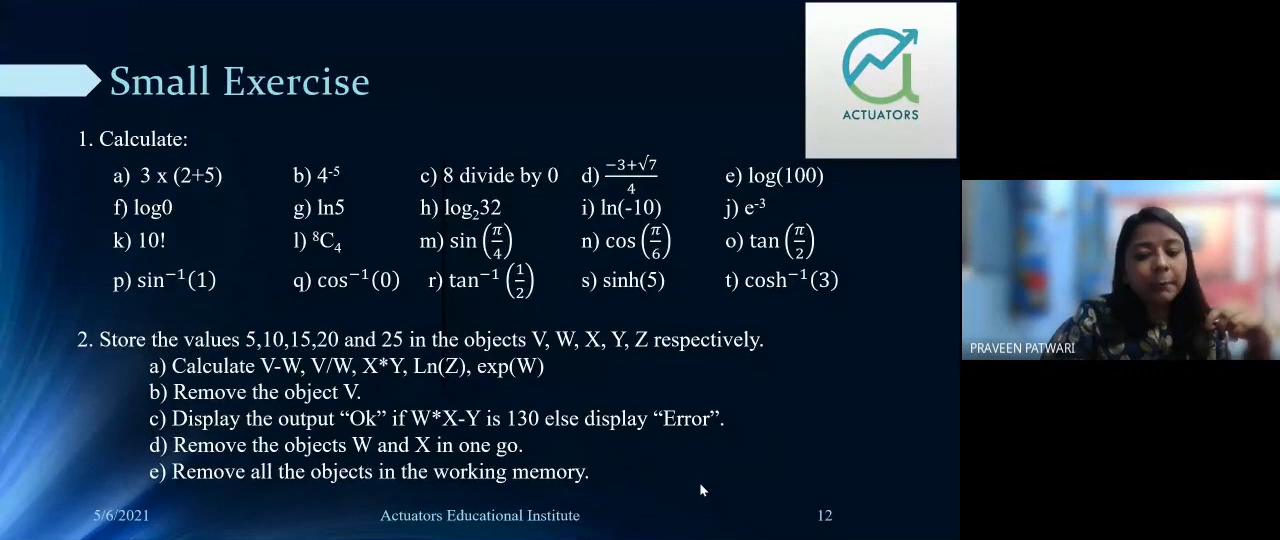 Small Exercise
ACTUATORS
1. Calculate:
a) 3 x (2+5) b) 4⁻⁵ c) 8 divide by 0 d) (−3+√7)/4 e) log(100)
f) log0 g) ln5 h) log₂32 i) ln(-10) j) e⁻³
k) 10! l) ⁸C₄ m) sin (π/4) n) cos (π/6) o) tan (π/2)
p) sin⁻¹(1) q) cos⁻¹(0) r) tan⁻¹ (1/2) s) sinh(5) t) cosh⁻¹(3)
2. Store the values 5,10,15,20 and 25 in the objects V, W, X, Y, Z respectively.
a) Calculate V-W, V/W, X*Y, Ln(Z), exp(W)
b) Remove the object V.
c) Display the output “Ok” if W*X-Y is 130 else display “Error”.
d) Remove the objects W and X in one go.
e) Remove all the objects in the working memory.
5/6/2021 Actuators Educational Institute 12
PRAVEEN PATWARI